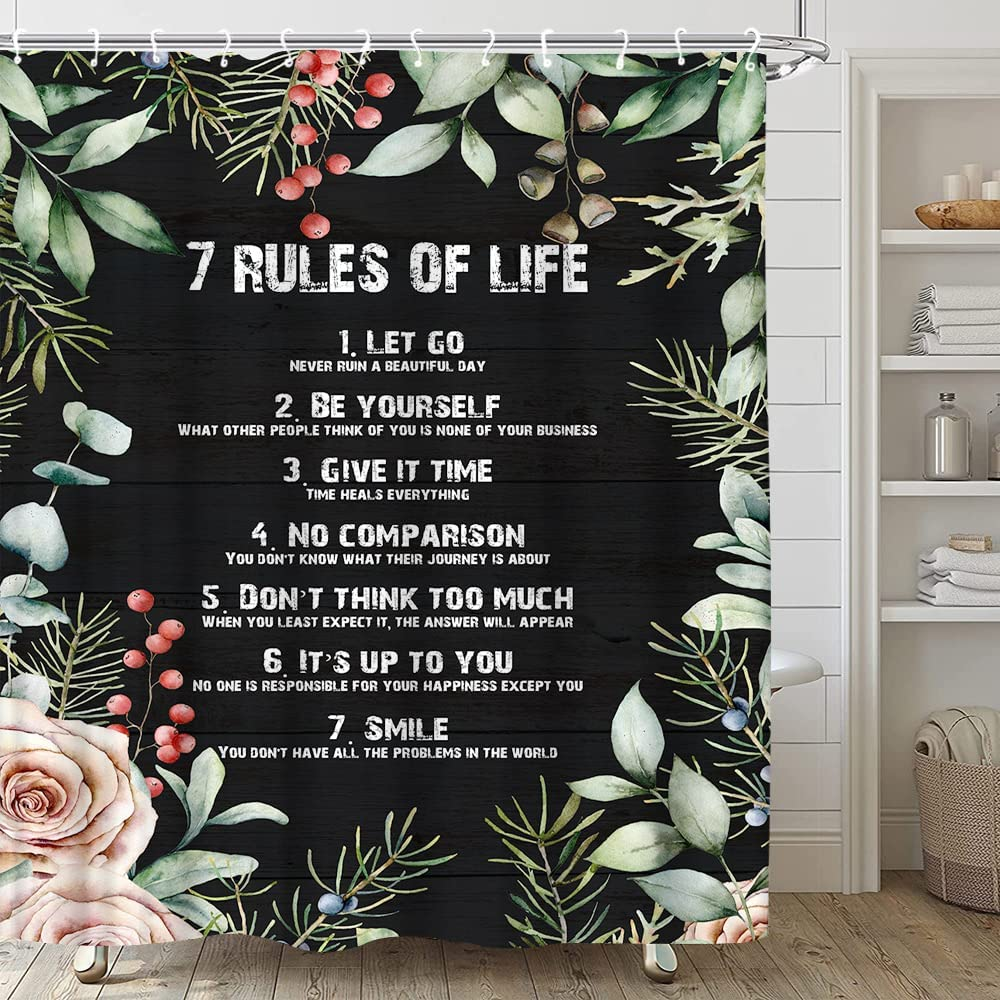 7 RULES OF LIFE
1. LET GO
NEVER RUIN A BEAUTIFUL DAY
2. BE YOURSELF
WHAT OTHER PEOPLE THINK OF YOU IS NONE OF YOUR BUSINESS
3. GIVE IT TIME
TIME HEALS EVERYTHING
4. NO COMPARISON
YOU DON'T KNOW WHAT THEIR JOURNEY IS ABOUT
5. DON'T THINK TOO MUCH
WHEN YOU LEAST EXPECT IT, THE ANSWER WILL APPEAR
6. IT'S UP TO YOU
NO ONE IS RESPONSIBLE FOR YOUR HAPPINESS EXCEPT YOU
7. SMILE
YOU DON'T HAVE ALL THE PROBLEMS IN THE WORLD